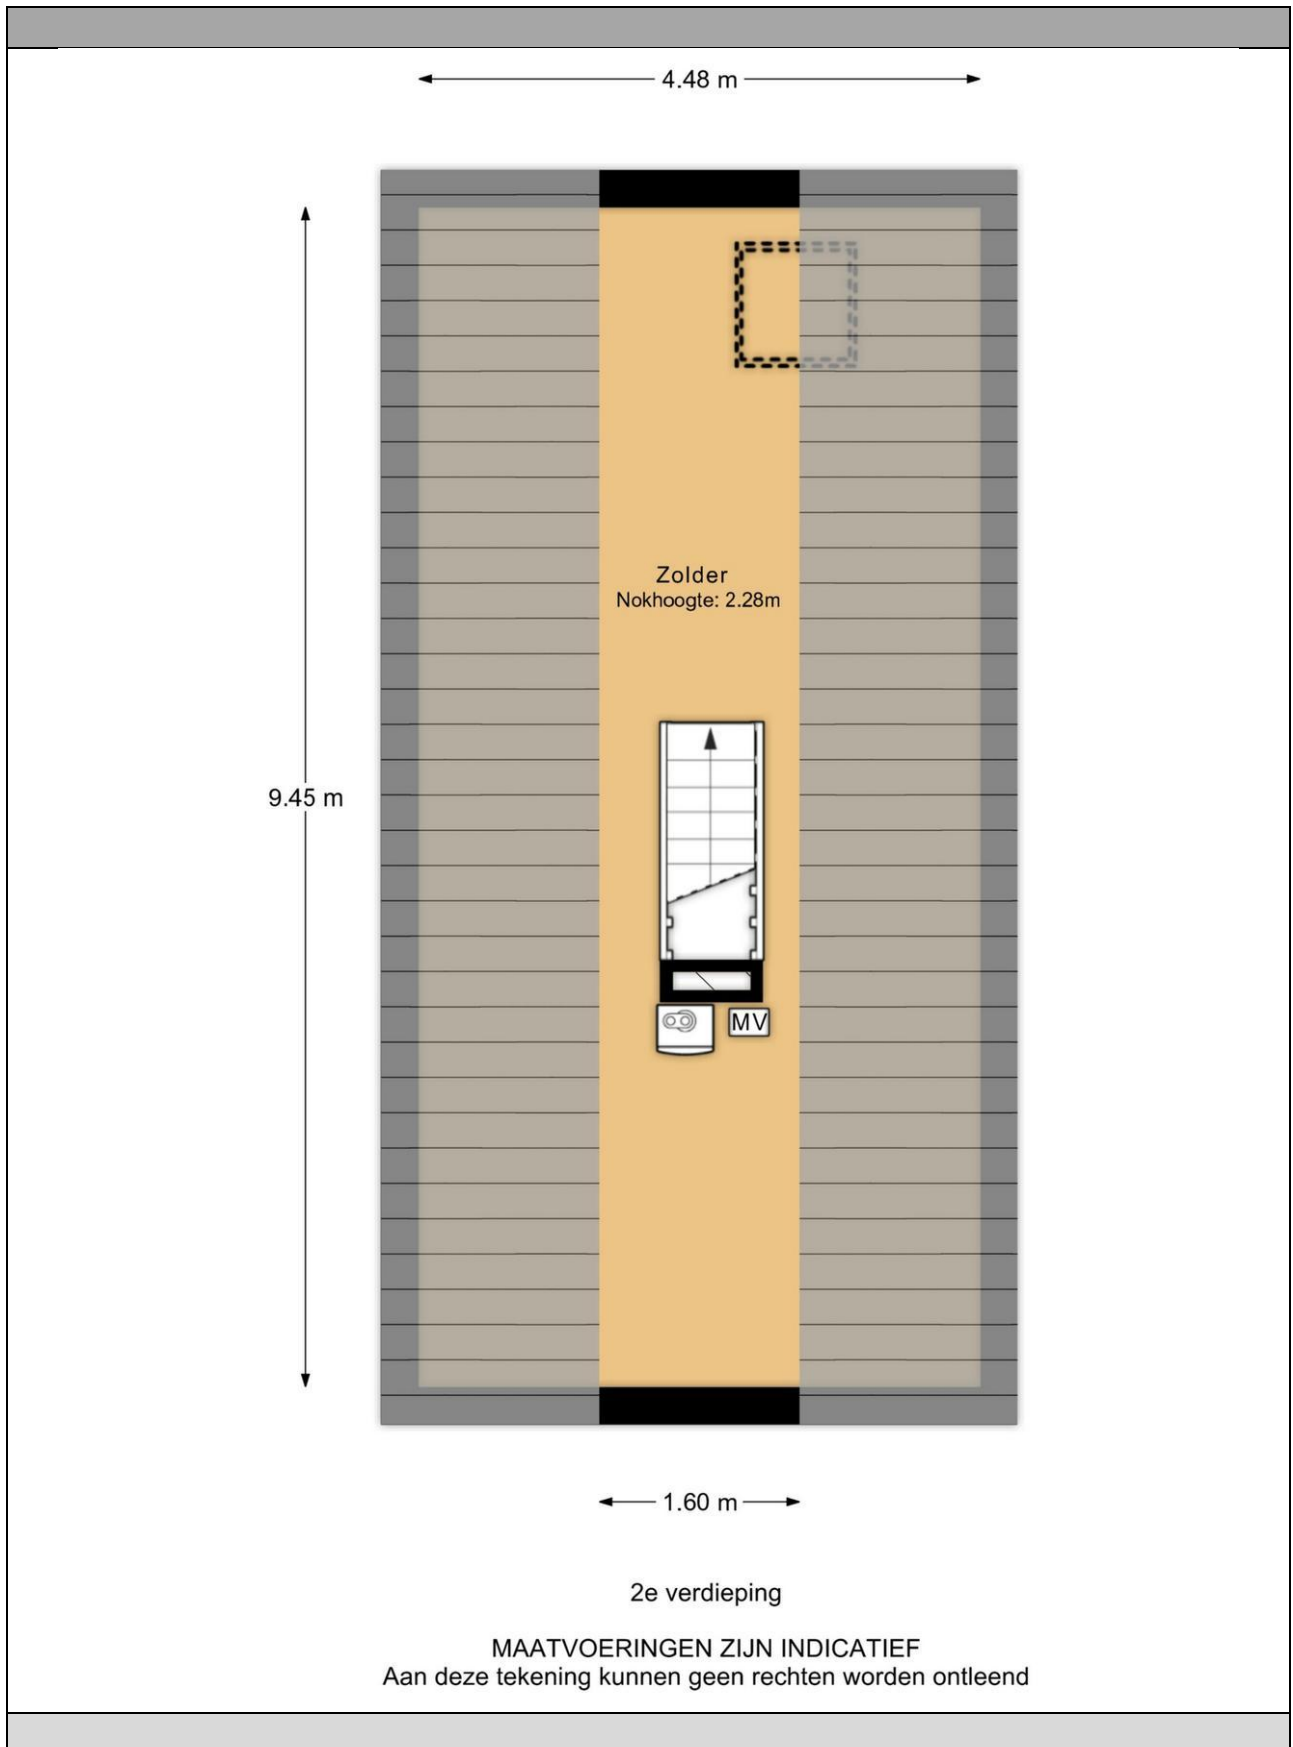 4.48 m
Zolder
Nokhoogte: 2.28m
9.45 m
MV
1.60 m
2e verdieping
MAATVOERINGEN ZIJN INDICATIEF
Aan deze tekening kunnen geen rechten worden ontleend